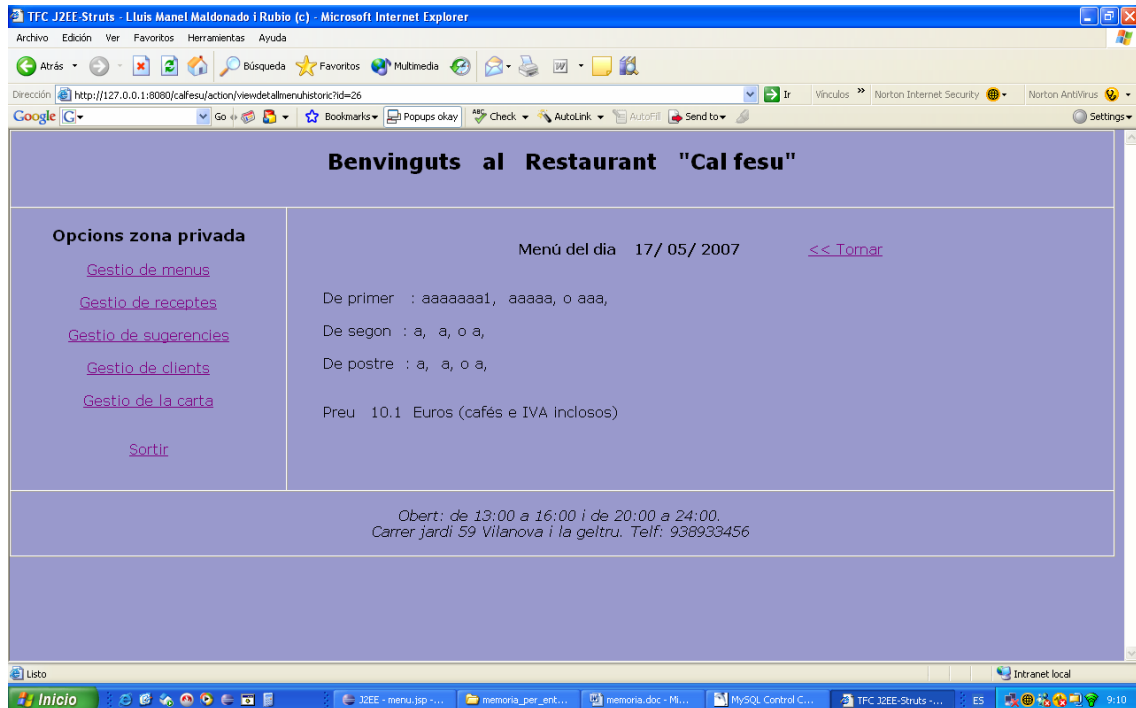 TFC J2EE-Struts - Lluis Manel Maldonado i Rubio (c) - Microsoft Internet Explorer
Archivo Edición Ver Favoritos Herramientas Ayuda
Atrás Búsqueda Favoritos Multimedia
Dirección http://127.0.0.1:8080/calfesu/action/viewdetallmenuhistoric?id=26 Ir Vínculos » Norton Internet Security Norton AntiVirus
Google G Go Bookmarks Popups okay ABC Check AutoLink AutoFill Send to Settings
Benvinguts al Restaurant "Cal fesu"
Opcions zona privada
Gestio de menus
Gestio de receptes
Gestio de sugerencies
Gestio de clients
Gestio de la carta
Sortir
Menú del dia 17/ 05/ 2007 << Tornar
De primer : aaaaaaa1, aaaaa, o aaa,
De segon : a, a, o a,
De postre : a, a, o a,
Preu 10.1 Euros (cafés e IVA inclosos)
Obert: de 13:00 a 16:00 i de 20:00 a 24:00.
Carrer jardi 59 Vilanova i la geltru. Telf: 938933456
Listo Intranet local
Inicio J2EE - menu.jsp -... memoria_per_ent... memoria.doc - Mi... MySQL Control C... TFC J2EE-Struts -... ES 9:10